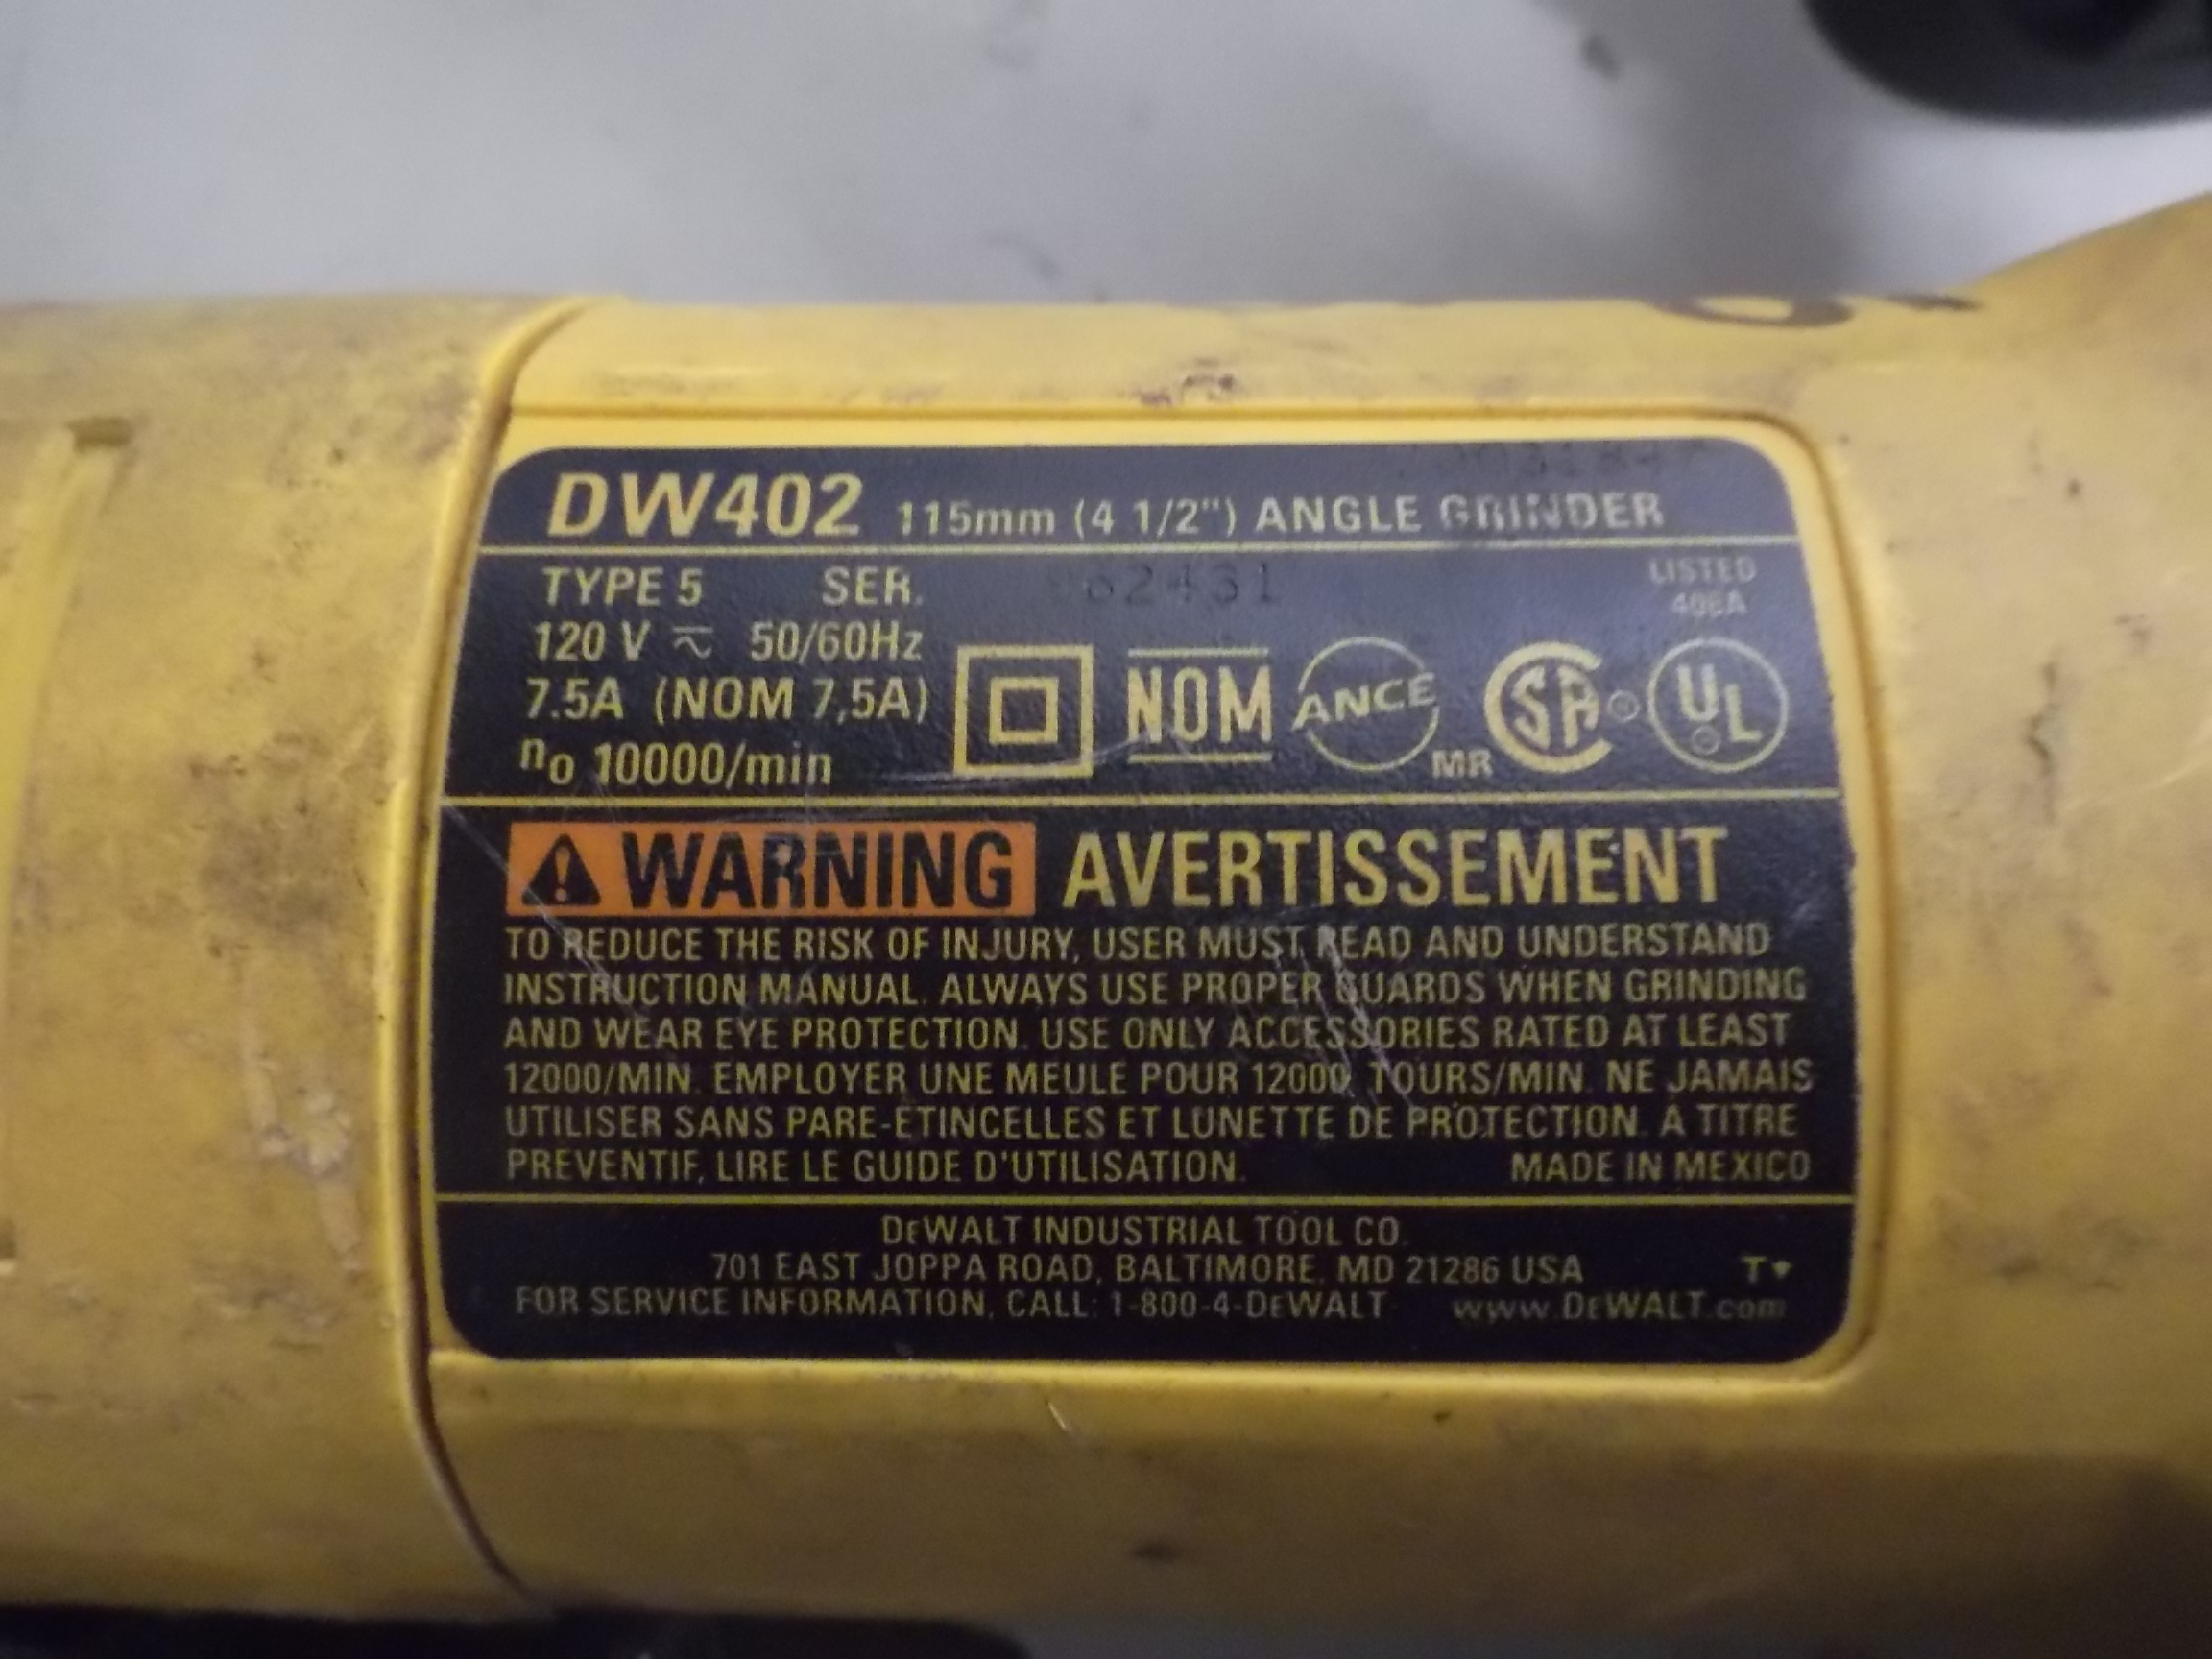 DW402 115mm (4 1/2") ANGLE GRINDER
TYPE 5 SER. 962431
LISTED
120 V 50/60Hz
7.5A (NOM 7,5A)
no 10000/min
NOM ANCE MR SA UL
WARNING AVERTISSEMENT
TO REDUCE THE RISK OF INJURY, USER MUST READ AND UNDERSTAND
INSTRUCTION MANUAL. ALWAYS USE PROPER GUARDS WHEN GRINDING
AND WEAR EYE PROTECTION. USE ONLY ACCESSORIES RATED AT LEAST
12000/MIN. EMPLOYER UNE MEULE POUR 12000 TOURS/MIN. NE JAMAIS
UTILISER SANS PARE-ETINCELLES ET LUNETTE DE PROTECTION. A TITRE
PREVENTIF, LIRE LE GUIDE D'UTILISATION. MADE IN MEXICO
DEWALT INDUSTRIAL TOOL CO.
701 EAST JOPPA ROAD, BALTIMORE, MD 21286 USA T
FOR SERVICE INFORMATION, CALL: 1-800-4-DEWALT www.DEWALT.com